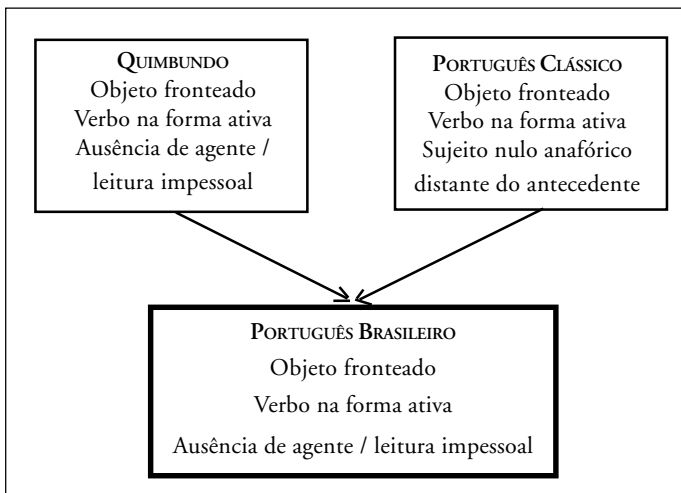 QUIMBUNDO
Objeto fronteado
Verbo na forma ativa
Ausência de agente /
leitura impessoal
PORTUGUÊS CLÁSSICO
Objeto fronteado
Verbo na forma ativa
Sujeito nulo anafórico
distante do antecedente
PORTUGUÊS BRASILEIRO
Objeto fronteado
Verbo na forma ativa
Ausência de agente / leitura impessoal